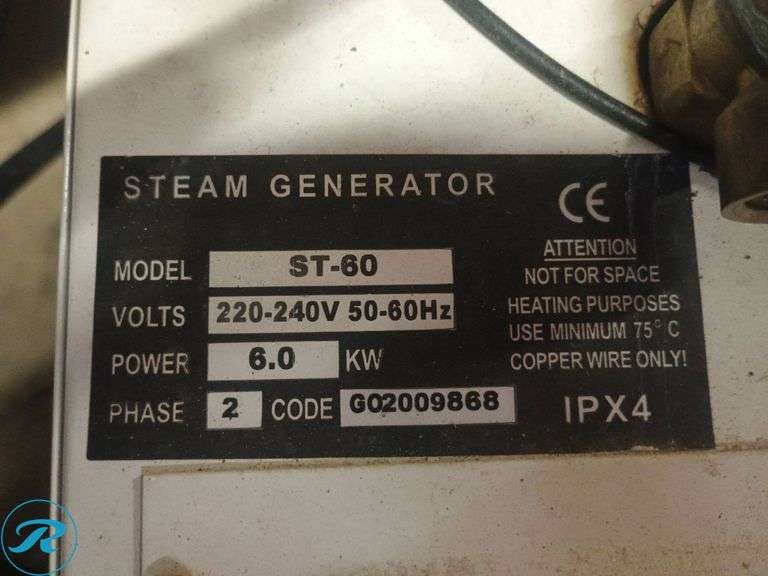 STEAM GENERATOR
CE
MODEL ST-60
VOLTS 220-240V 50-60Hz
POWER 6.0 KW
PHASE 2 CODE GO2009868
ATTENTION
NOT FOR SPACE
HEATING PURPOSES
USE MINIMUM 75° C
COPPER WIRE ONLY!
IPX4
R